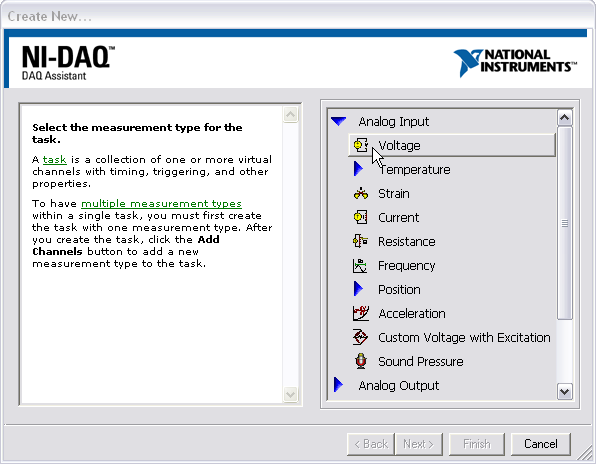 Create New...
NI-DAQ™
DAQ Assistant
NATIONAL
INSTRUMENTS™
Select the measurement type for the
task.
A task is a collection of one or more virtual
channels with timing, triggering, and other
properties.
To have multiple measurement types
within a single task, you must first create
the task with one measurement type. After
you create the task, click the Add
Channels button to add a new
measurement type to the task.
Analog Input
Voltage
Temperature
Strain
Current
Resistance
Frequency
Position
Acceleration
Custom Voltage with Excitation
Sound Pressure
Analog Output
< Back Next > Finish Cancel